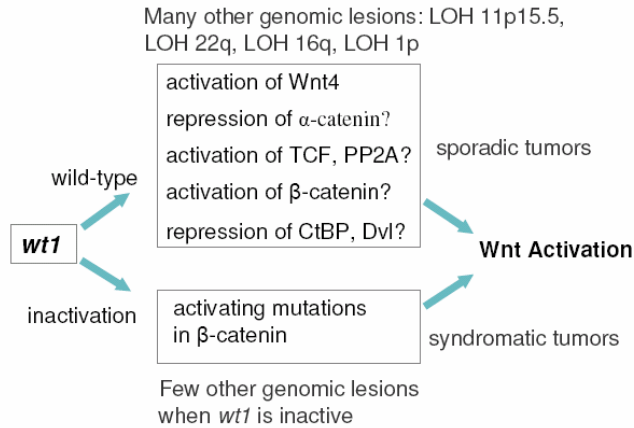 Many other genomic lesions: LOH 11p15.5,
LOH 22q, LOH 16q, LOH 1p
activation of Wnt4
repression of α-catenin?
activation of TCF, PP2A?
sporadic tumors
wild-type
activation of β-catenin?
repression of CtBP, Dvl?
wt1
Wnt Activation
inactivation
activating mutations
in β-catenin
syndromatic tumors
Few other genomic lesions
when wt1 is inactive